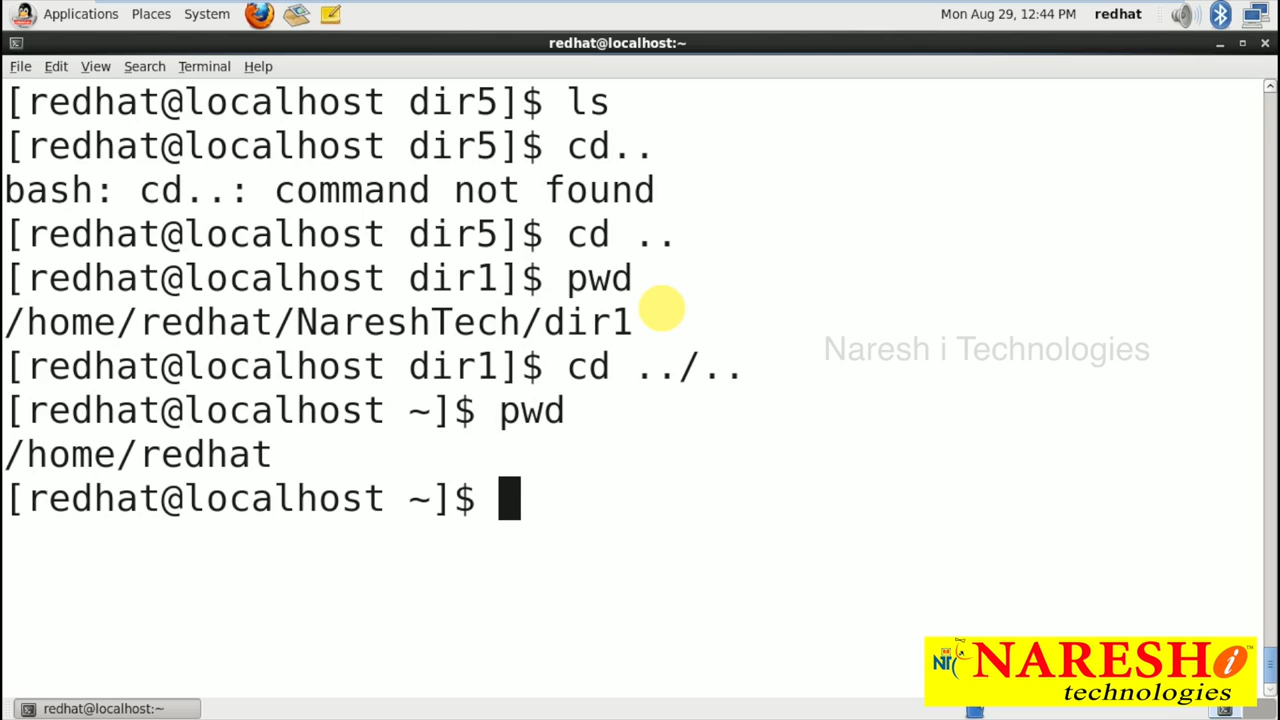 Applications Places System Mon Aug 29, 12:44 PM redhat
redhat@localhost:~
File Edit View Search Terminal Help
[redhat@localhost dir5]$ ls
[redhat@localhost dir5]$ cd..
bash: cd..: command not found
[redhat@localhost dir5]$ cd ..
[redhat@localhost dir1]$ pwd
/home/redhat/NareshTech/dir1
[redhat@localhost dir1]$ cd ../..
[redhat@localhost ~]$ pwd
/home/redhat
[redhat@localhost ~]$
Naresh i Technologies
NARESH i ™
technologies
redhat@localhost:~